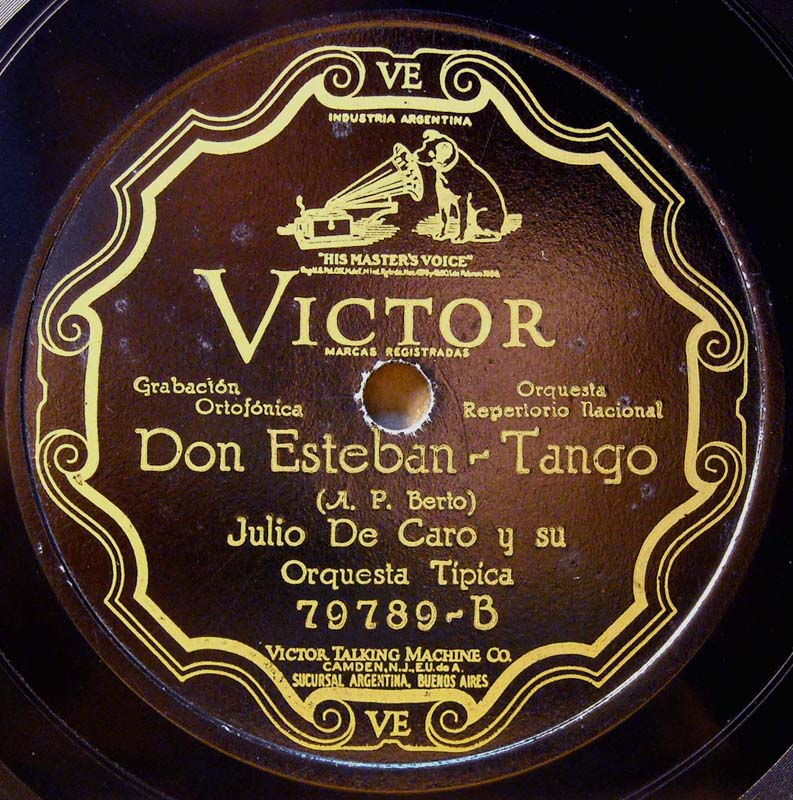 VE
INDUSTRIA ARGENTINA
"HIS MASTER'S VOICE"
VICTOR
MARCAS REGISTRADAS
Grabación Ortofónica
Orquesta Repertorio Nacional
Don Esteban - Tango
(A. P. Berto)
Julio De Caro y su
Orquesta Típica
79789-B
VICTOR TALKING MACHINE CO.
CAMDEN, N.J., E.U. de A.
SUCURSAL ARGENTINA, BUENOS AIRES
VE